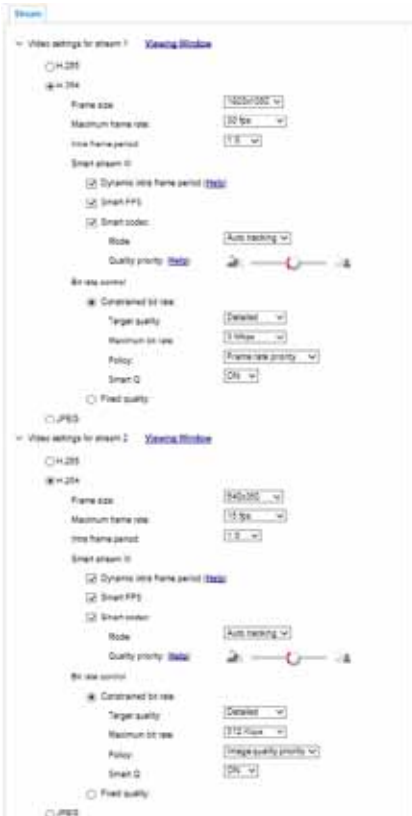 Stream
Video settings for stream 1 Viewing Window
H.265
H.264
Frame size: 1920x1080
Maximum frame rate: 30 fps
Intra frame period: 1 S
Smart stream III
Dynamic intra frame period (Help)
Smart FPS
Smart codec:
Mode: Auto tracking
Quality priority: (Help)
Bit rate control
Constrained bit rate:
Target quality: Detailed
Maximum bit rate: Mbps
Policy: Frame rate priority
Smart Q: ON
Fixed quality:
JPEG
Video settings for stream 2 Viewing Window
H.265
H.264
Frame size: 640x360
Maximum frame rate: 15 fps
Intra frame period: 1 S
Smart stream III
Dynamic intra frame period (Help)
Smart FPS
Smart codec:
Mode: Auto tracking
Quality priority: (Help)
Bit rate control
Constrained bit rate:
Target quality: Detailed
Maximum bit rate: 512 Kbps
Policy: Image quality priority
Smart Q: ON
Fixed quality:
JPEG